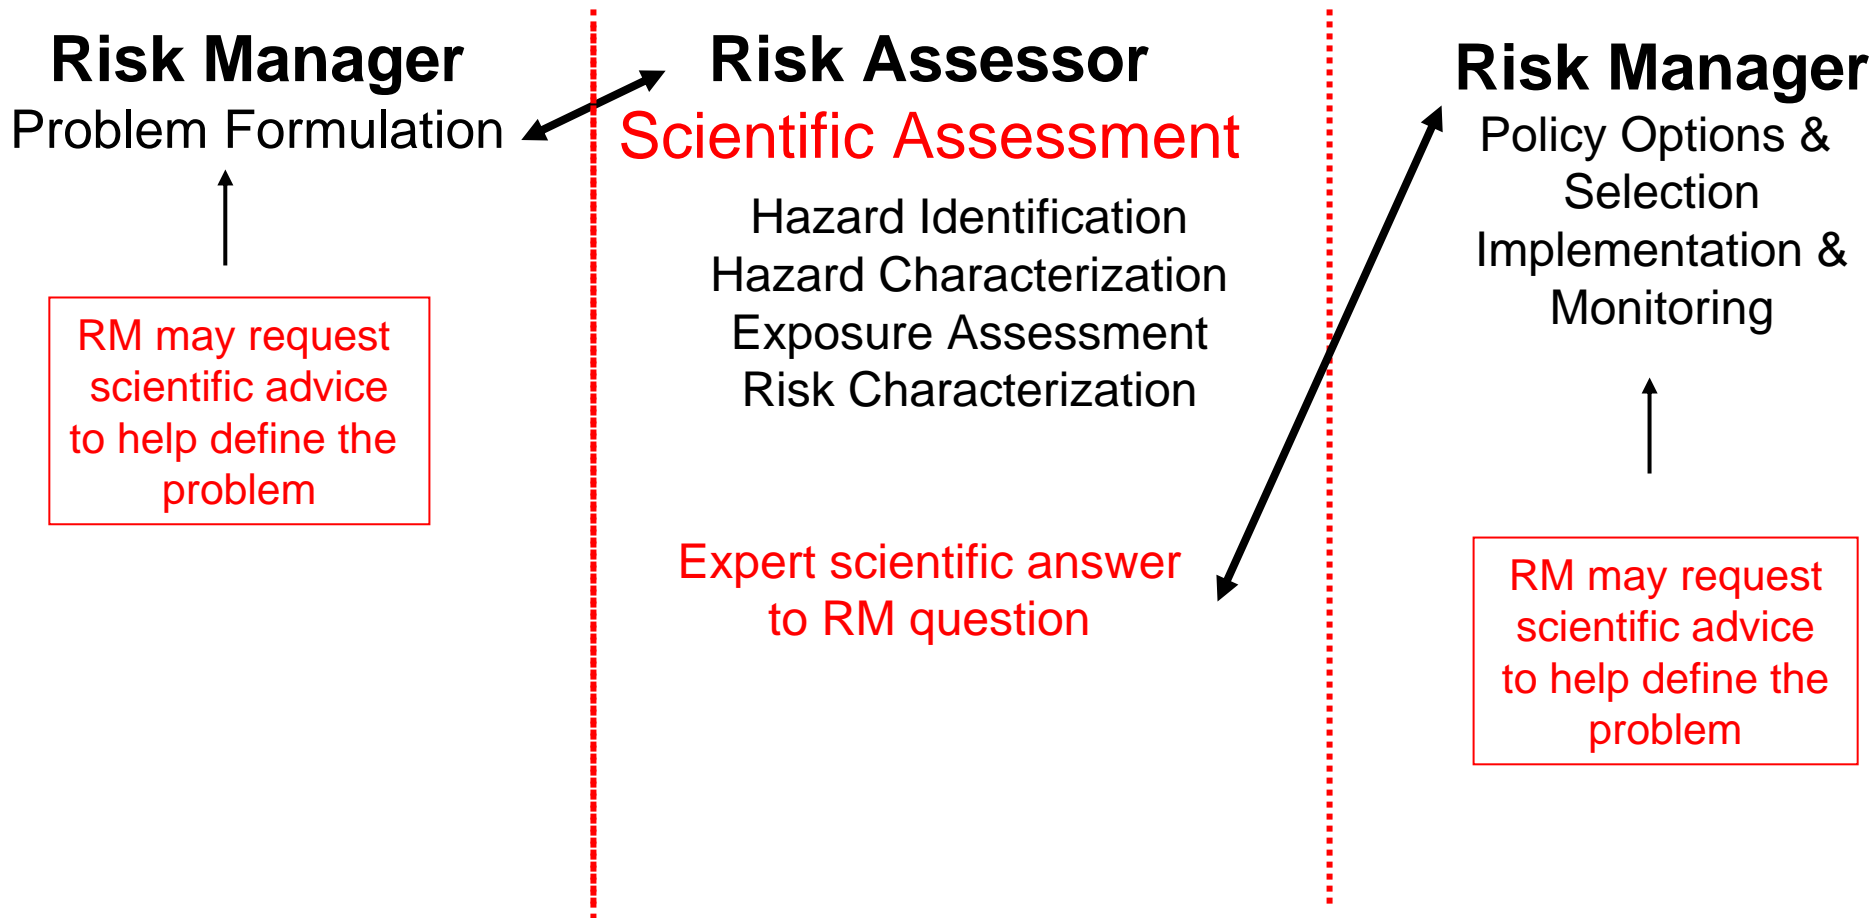 Risk Manager
Problem Formulation
RM may request
scientific advice
to help define the
problem
Risk Assessor
Scientific Assessment
Hazard Identification
Hazard Characterization
Exposure Assessment
Risk Characterization
Expert scientific answer
to RM question
Risk Manager
Policy Options &
Selection
Implementation &
Monitoring
RM may request
scientific advice
to help define the
problem